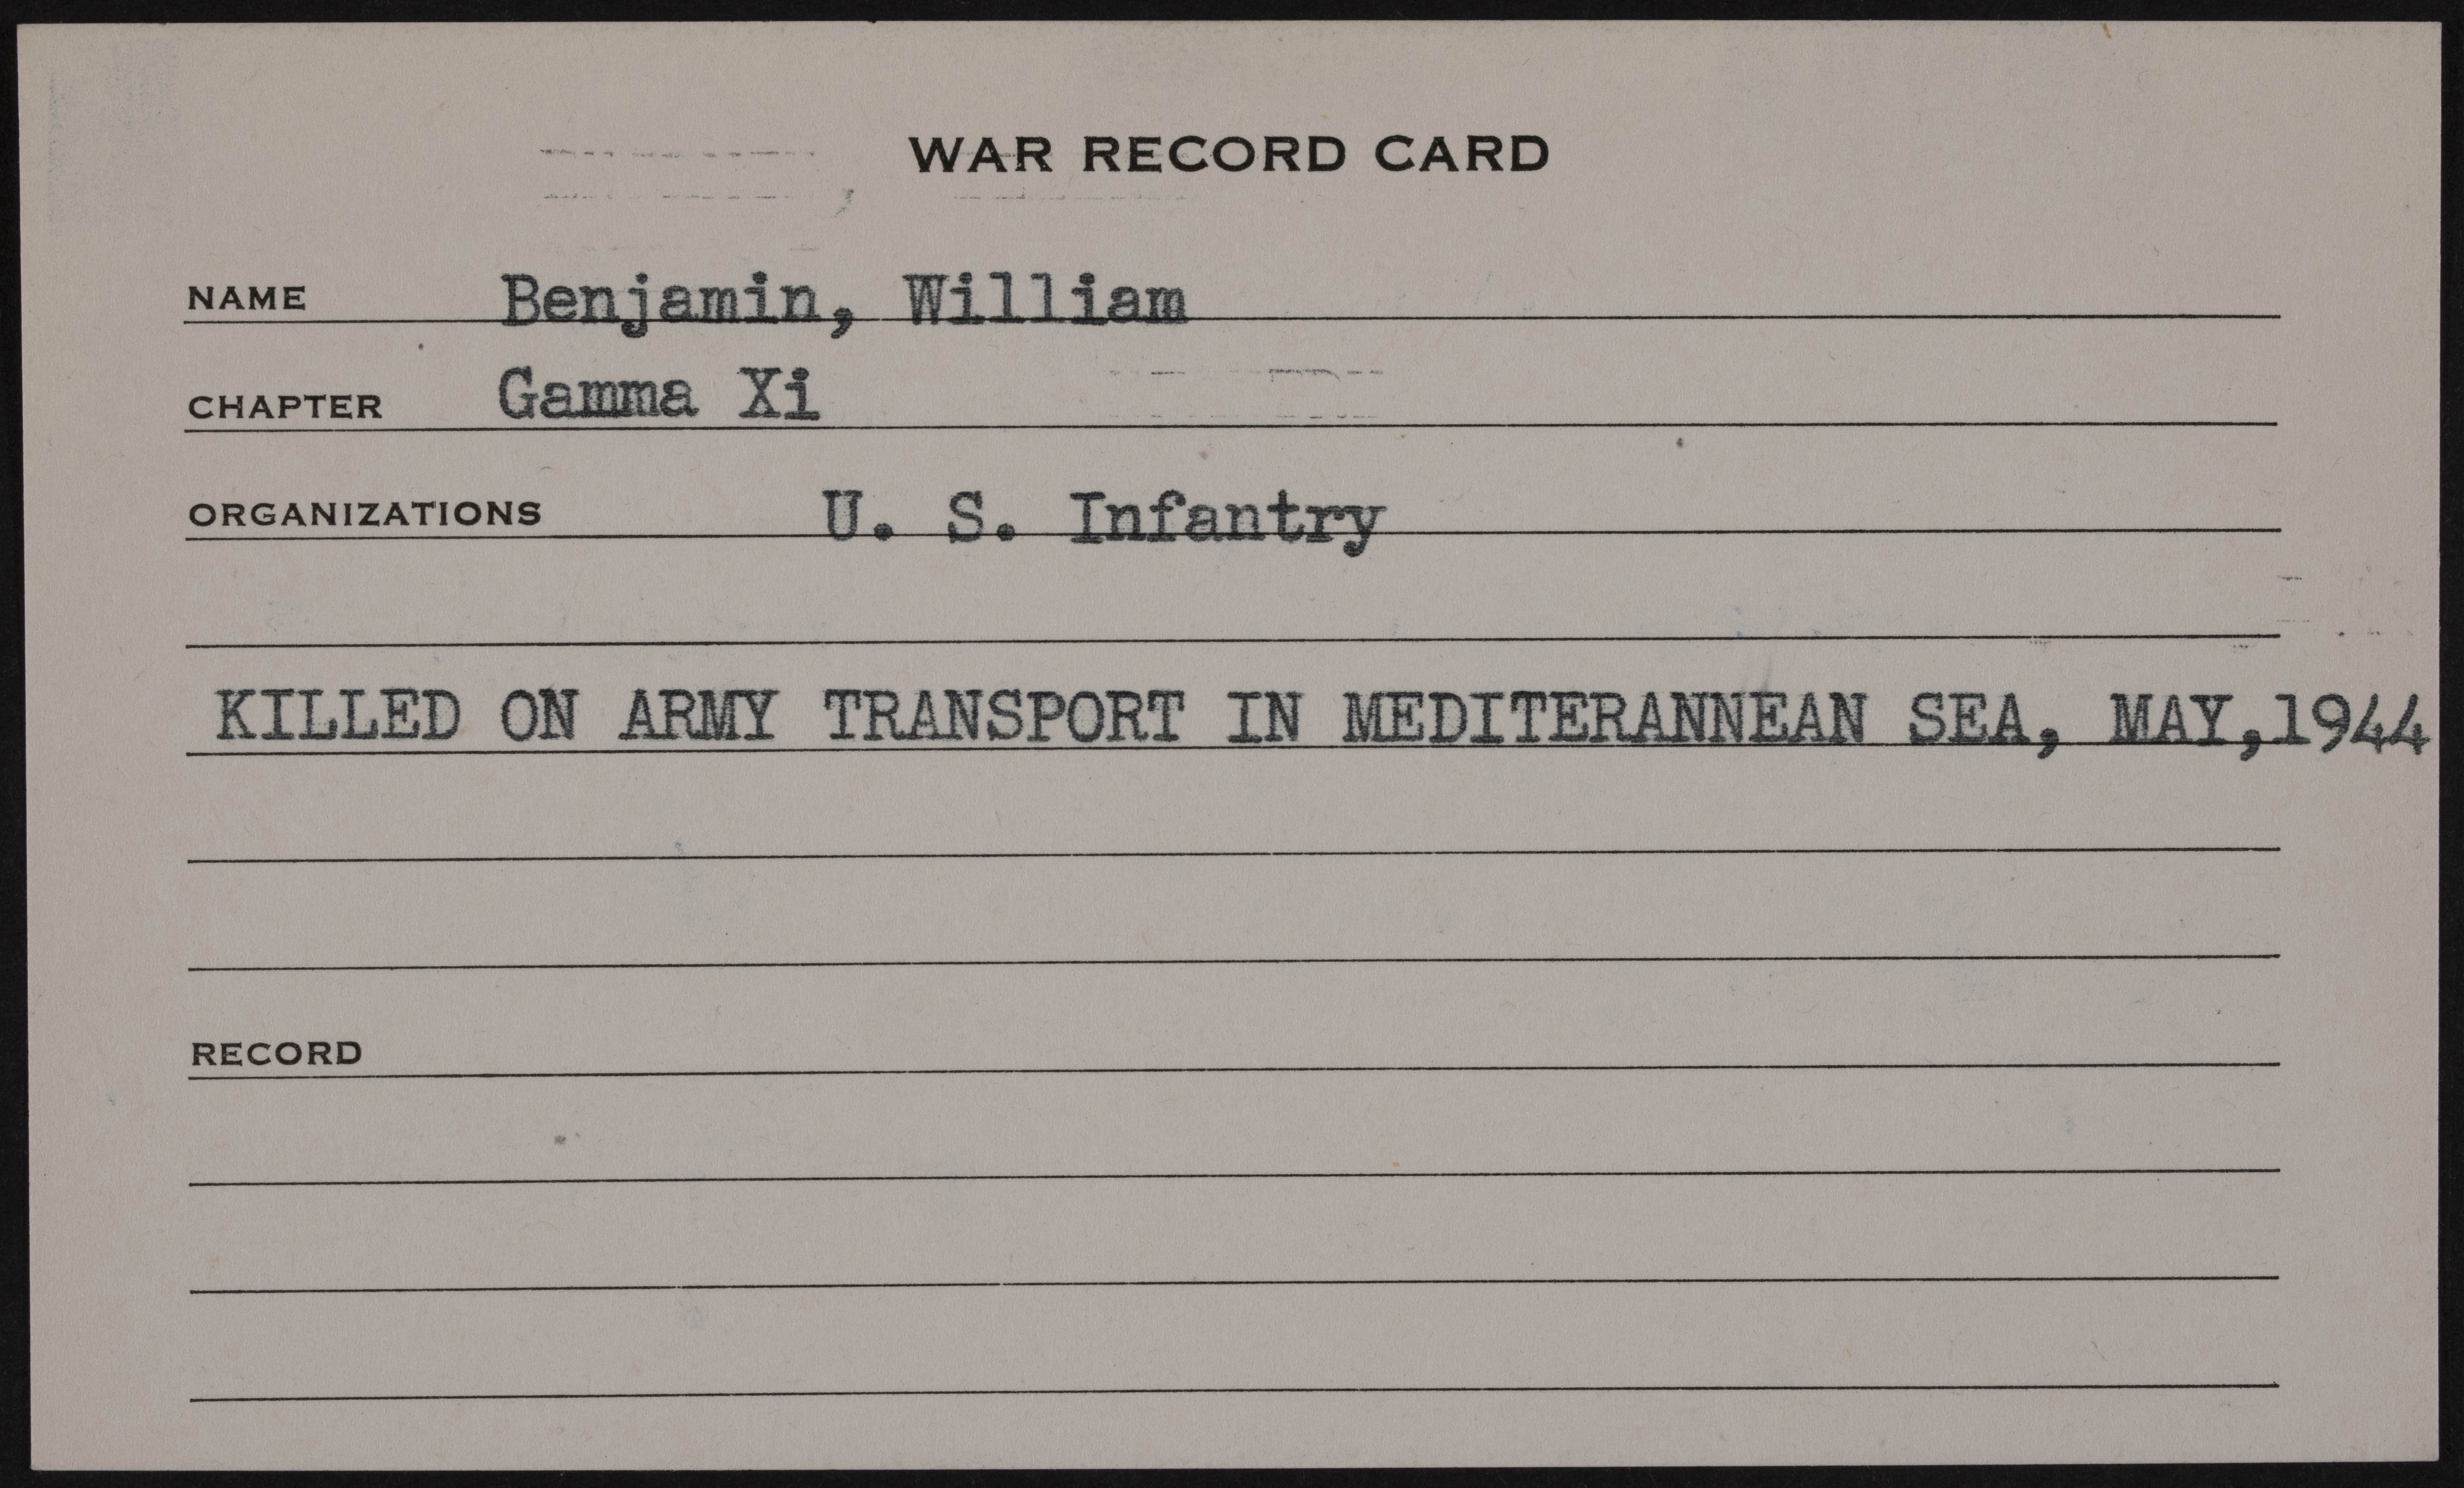 WAR RECORD CARD
NAME Benjamin, William
CHAPTER Gamma Xi
ORGANIZATIONS U. S. Infantry
KILLED ON ARMY TRANSPORT IN MEDITERANNEAN SEA, MAY,1944
RECORD